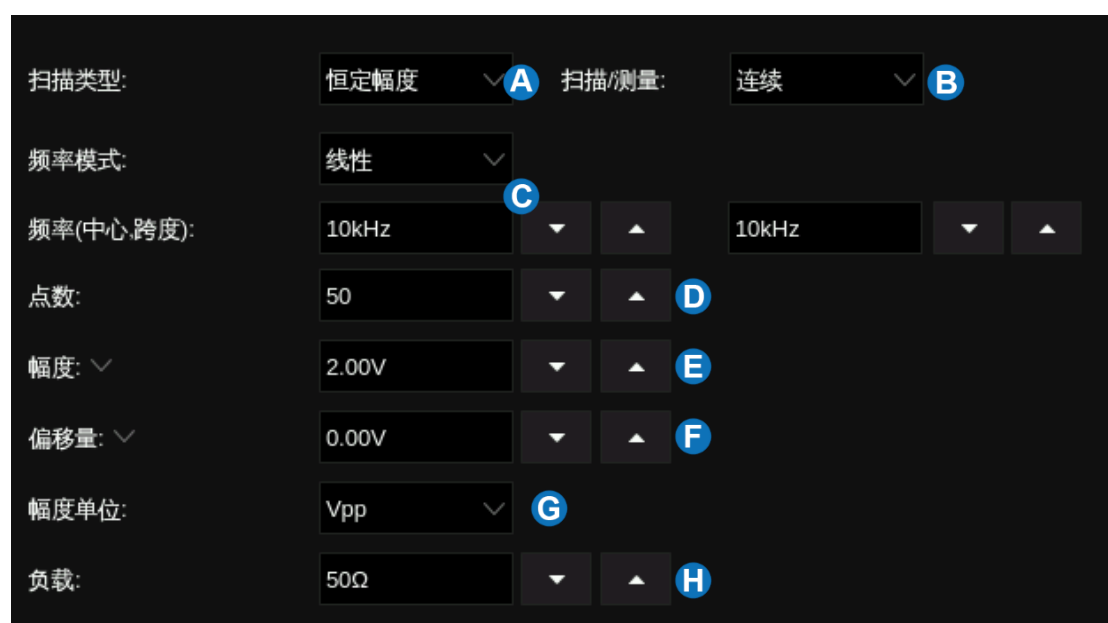 扫描类型: 恒定幅度 A 扫描/测量: 连续 B
频率模式: 线性
C
频率(中心,跨度): 10kHz 10kHz
点数: 50 D
幅度: 2.00V E
偏移量: 0.00V F
幅度单位: Vpp G
负载: 50Ω H